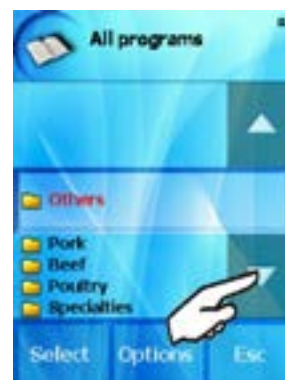 All programs
Others
Pork
Beef
Poultry
Specialties
Select Options Esc